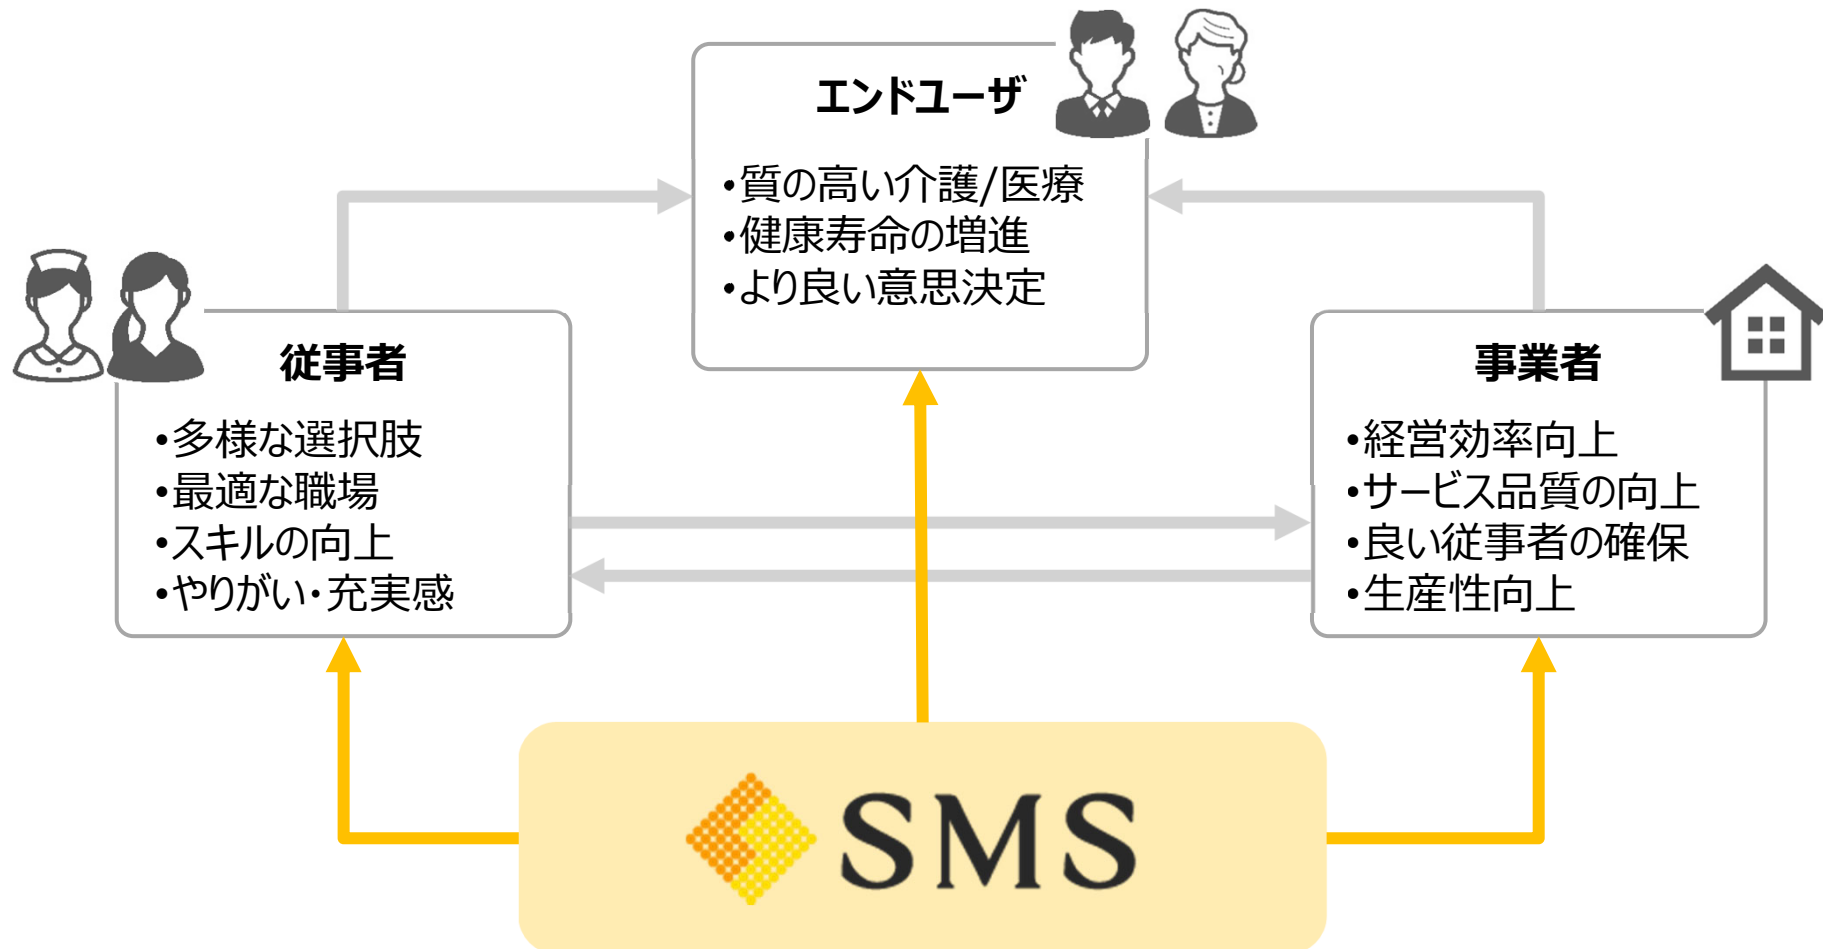 エンドユーザ
•質の高い介護/医療
•健康寿命の増進
•より良い意思決定
従事者
•多様な選択肢
•最適な職場
•スキルの向上
•やりがい・充実感
事業者
•経営効率向上
•サービス品質の向上
•良い従事者の確保
•生産性向上
SMS